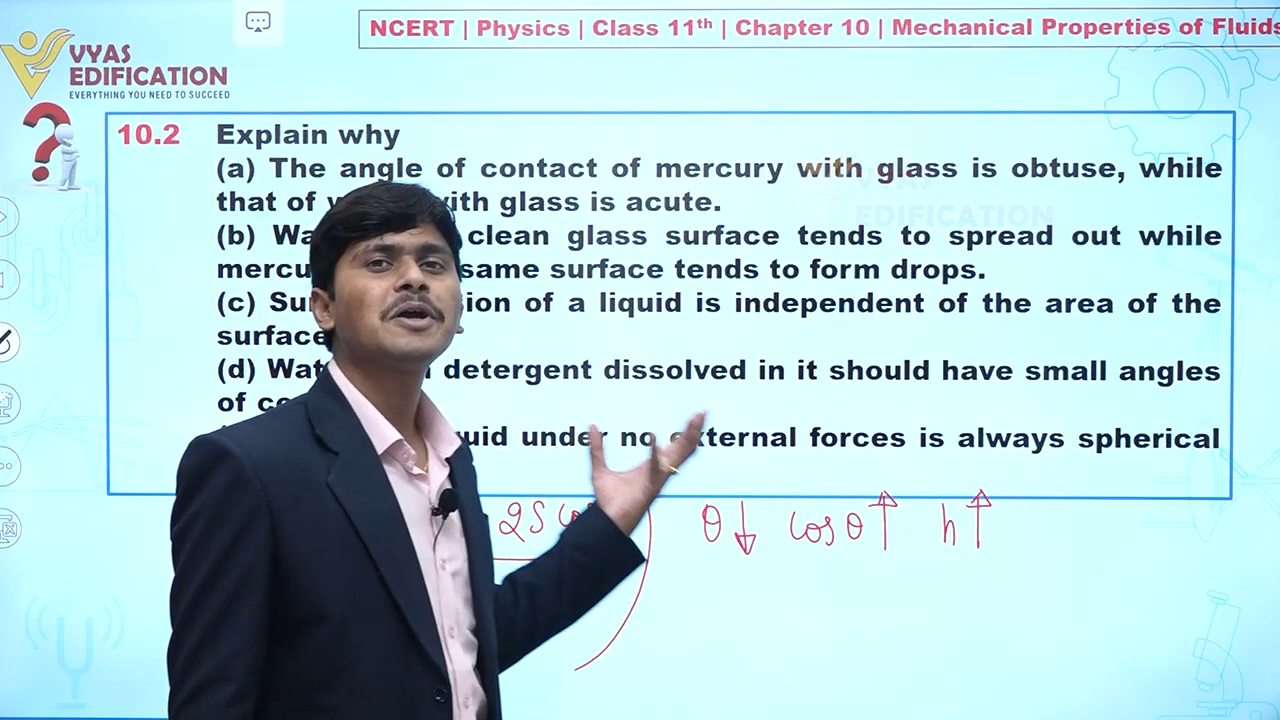 NCERT | Physics | Class 11th | Chapter 10 | Mechanical Properties of Fluids
VYAS
EDIFICATION
EVERYTHING YOU NEED TO SUCCEED
10.2 Explain why
(a) The angle of contact of mercury with glass is obtuse, while
that of with glass is acute.
(b) clean glass surface tends to spread out while
same surface tends to form drops.
(c) of a liquid is independent of the area of the
surface
(d) detergent dissolved in it should have small angles
of
under no external forces is always spherical
2S cos θ↓ cosθ↑ h↑
VYAS
EDIFICATION